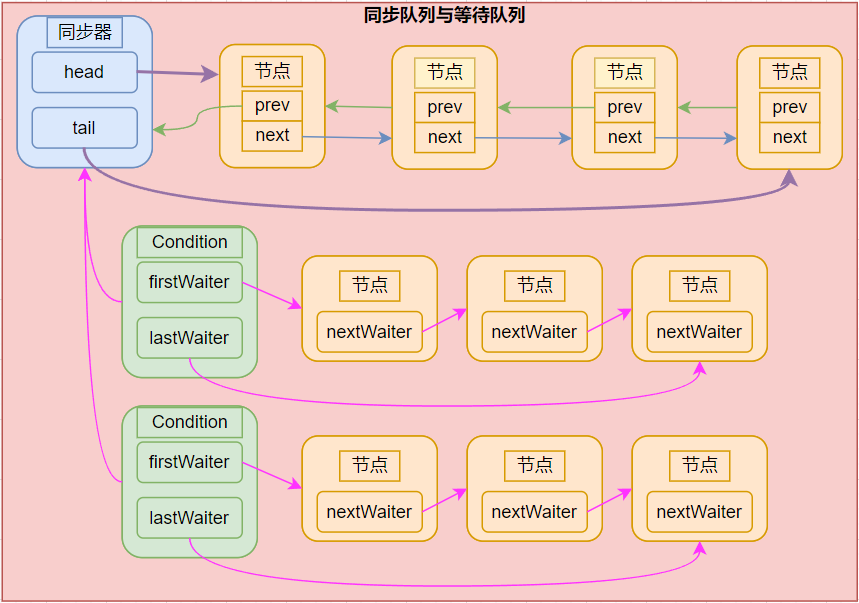 同步队列与等待队列
同步器
head
tail
节点
prev
next
节点
prev
next
节点
prev
next
节点
prev
next
Condition
firstWaiter
lastWaiter
节点
nextWaiter
节点
nextWaiter
节点
nextWaiter
Condition
firstWaiter
lastWaiter
节点
nextWaiter
节点
nextWaiter
节点
nextWaiter